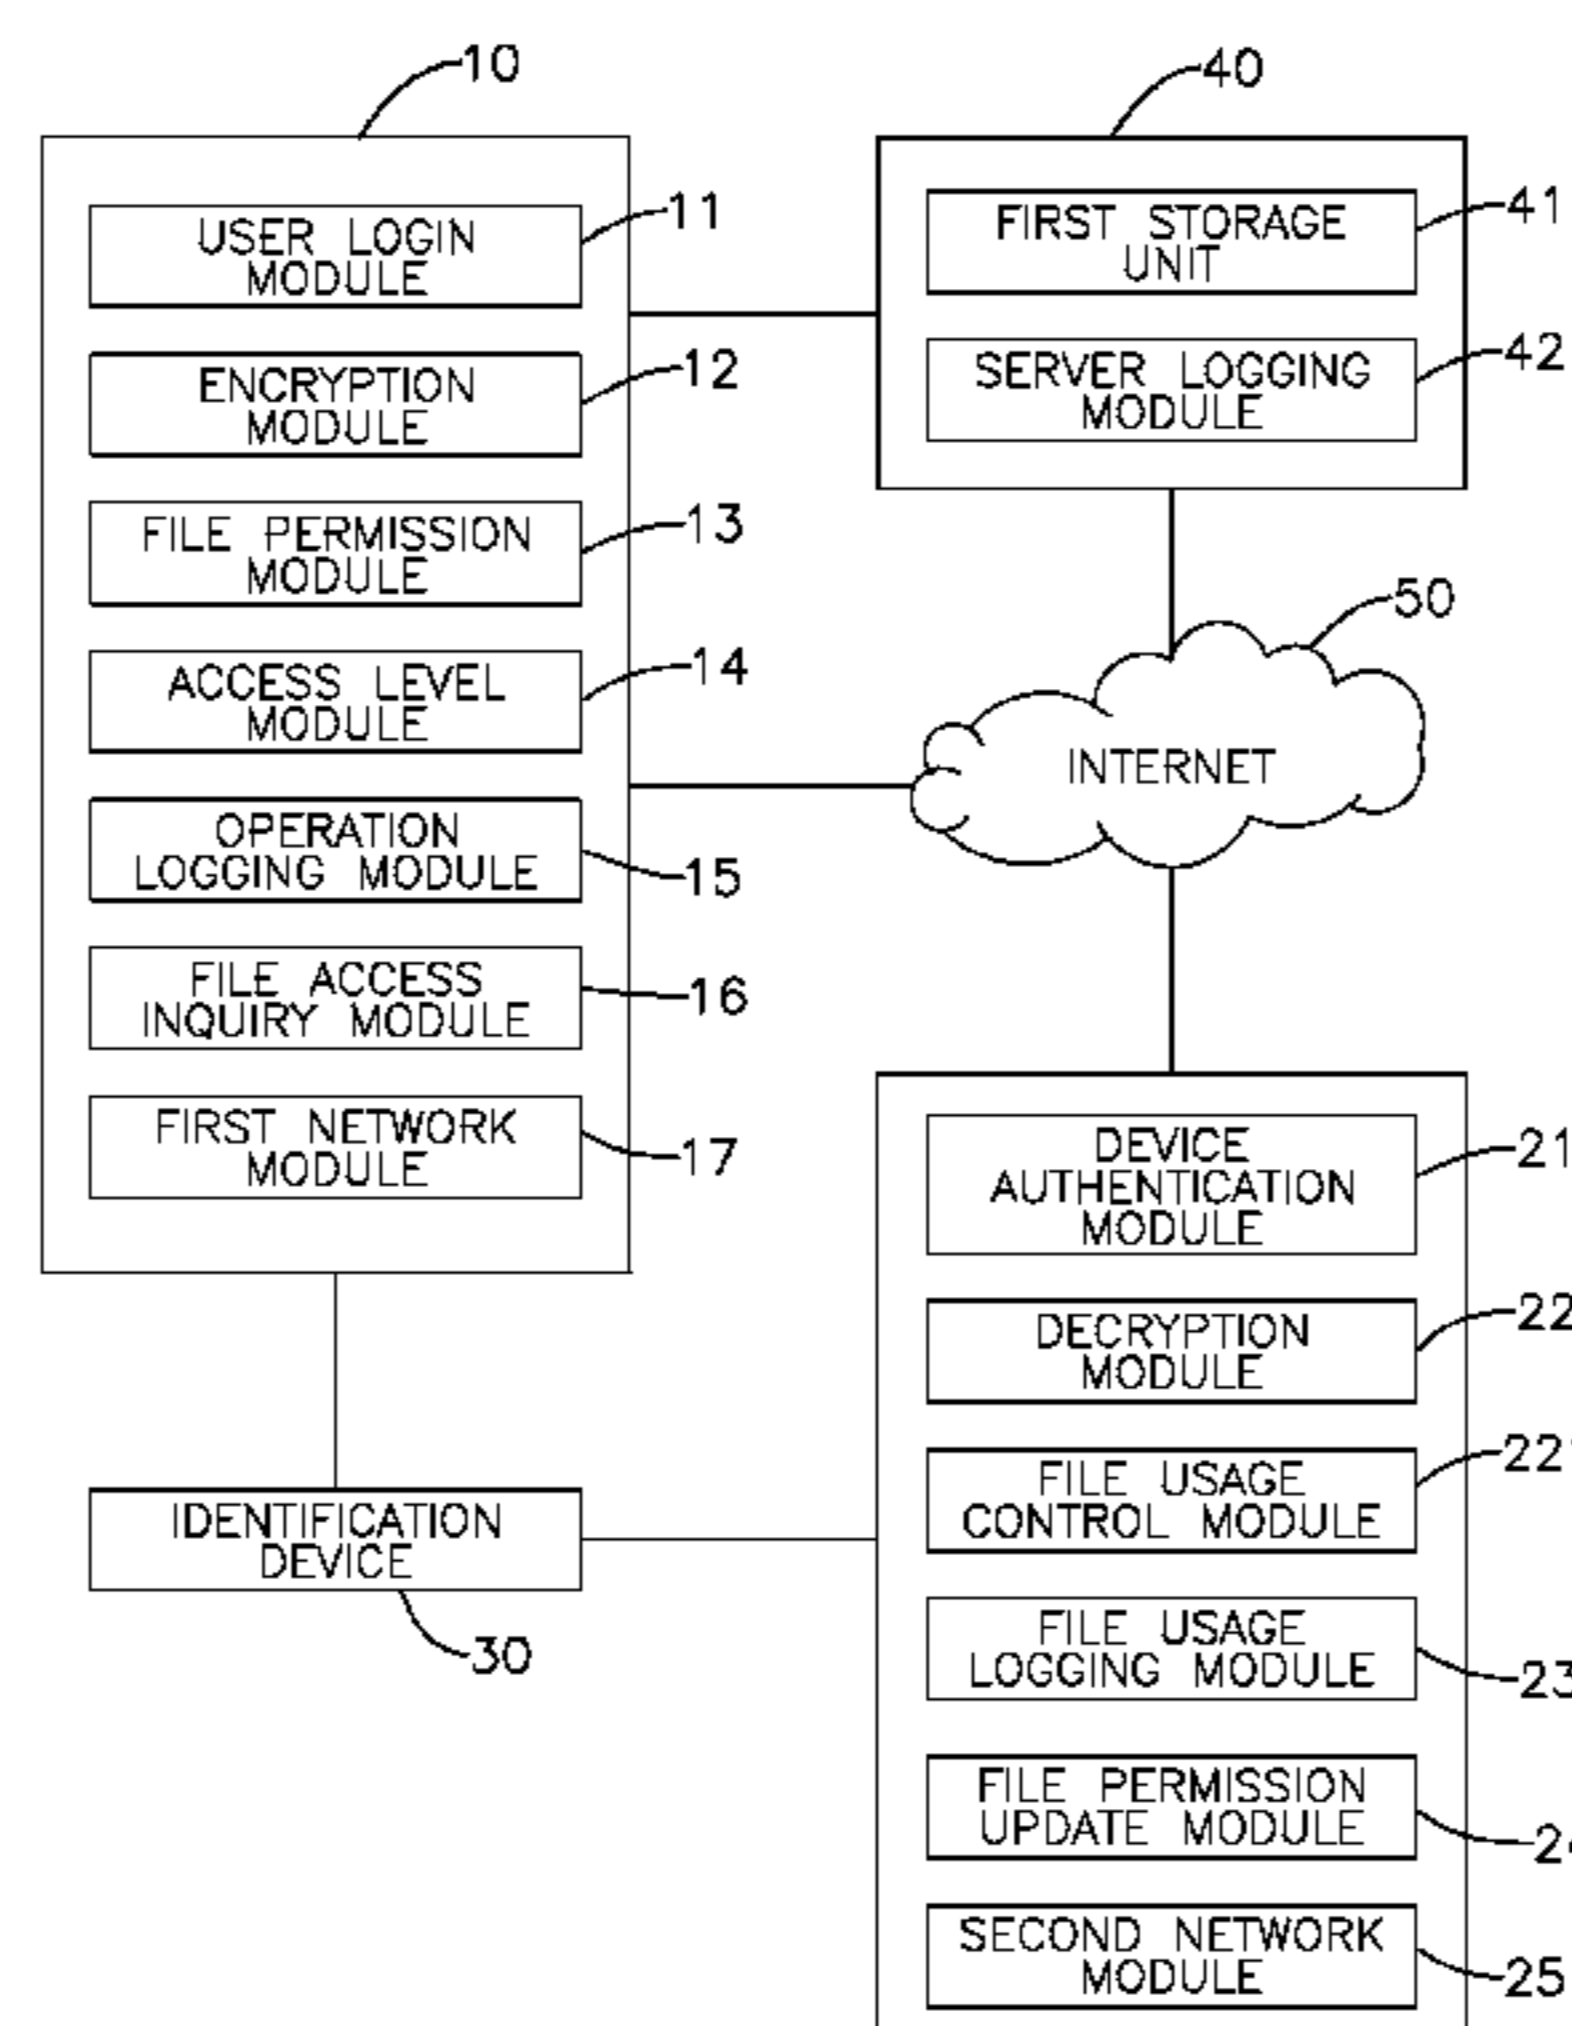 10
USER LOGIN
MODULE
11
ENCRYPTION
MODULE
12
FILE PERMISSION
MODULE
13
ACCESS LEVEL
MODULE
14
OPERATION
LOGGING MODULE
15
FILE ACCESS
INQUIRY MODULE
16
FIRST NETWORK
MODULE
17
40
FIRST STORAGE
UNIT
41
SERVER LOGGING
MODULE
42
50
INTERNET
IDENTIFICATION
DEVICE
30
DEVICE
AUTHENTICATION
MODULE
21
DECRYPTION
MODULE
22
FILE USAGE
CONTROL MODULE
22'
FILE USAGE
LOGGING MODULE
23
FILE PERMISSION
UPDATE MODULE
24
SECOND NETWORK
MODULE
25